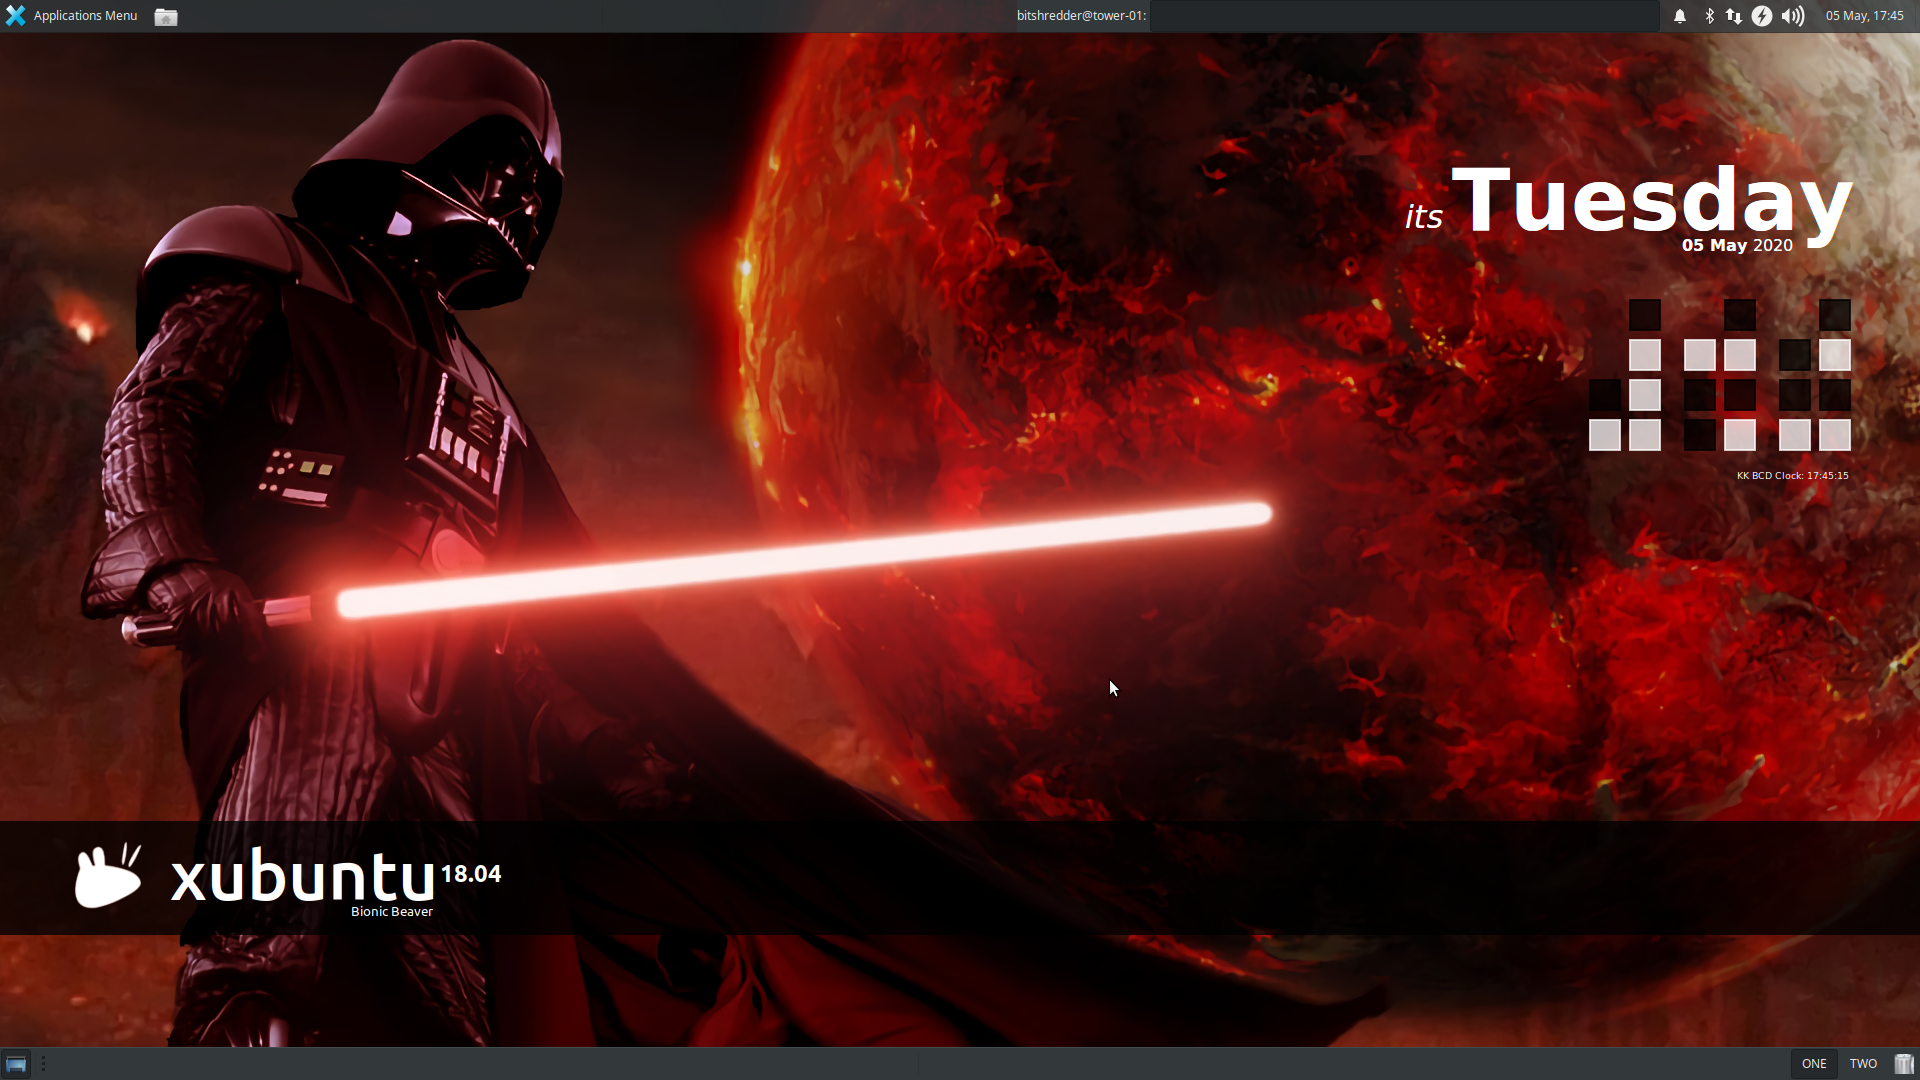 Applications Menu
bitshredder@tower-01:
05 May, 17:45
its Tuesday
05 May 2020
KK BCD Clock: 17:45:15
xubuntu 18.04
Bionic Beaver
ONE TWO